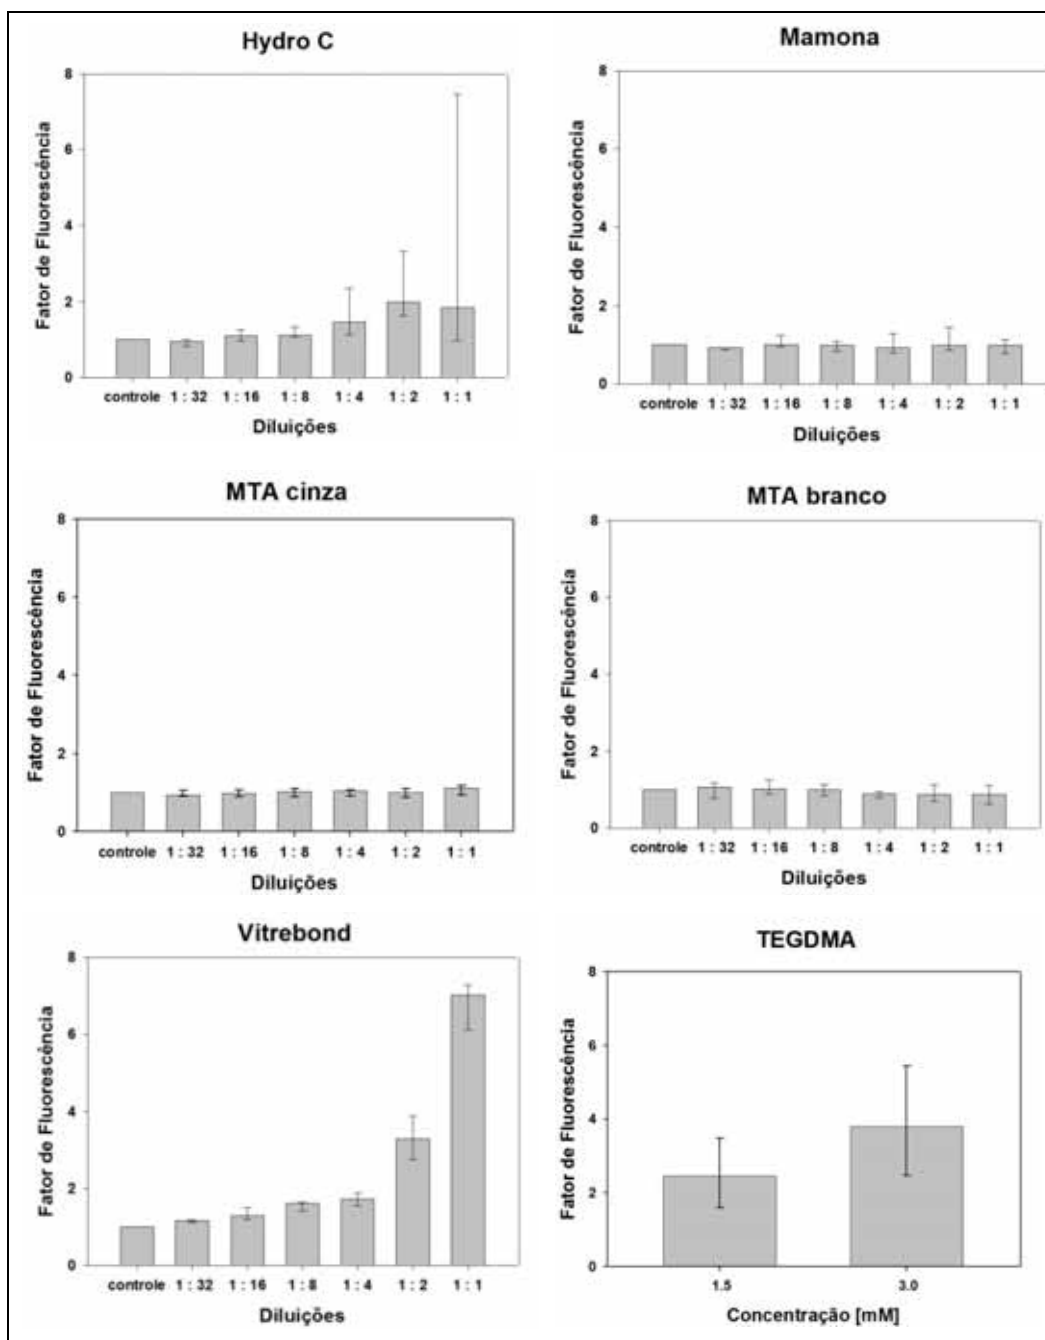 Hydro C
Fator de Fluorescência
8
6
4
2
0
controle 1 : 32 1 : 16 1 : 8 1 : 4 1 : 2 1 : 1
Diluições
Mamona
Fator de Fluorescência
8
6
4
2
0
controle 1 : 32 1 : 16 1 : 8 1 : 4 1 : 2 1 : 1
Diluições
MTA cinza
Fator de Fluorescência
8
6
4
2
0
controle 1 : 32 1 : 16 1 : 8 1 : 4 1 : 2 1 : 1
Diluições
MTA branco
Fator de Fluorescência
8
6
4
2
0
controle 1 : 32 1 : 16 1 : 8 1 : 4 1 : 2 1 : 1
Diluições
Vitrebond
Fator de Fluorescência
8
6
4
2
0
controle 1 : 32 1 : 16 1 : 8 1 : 4 1 : 2 1 : 1
Diluições
TEGDMA
Fator de Fluorescência
8
6
4
2
0
1.5 3.0
Concentração [mM]